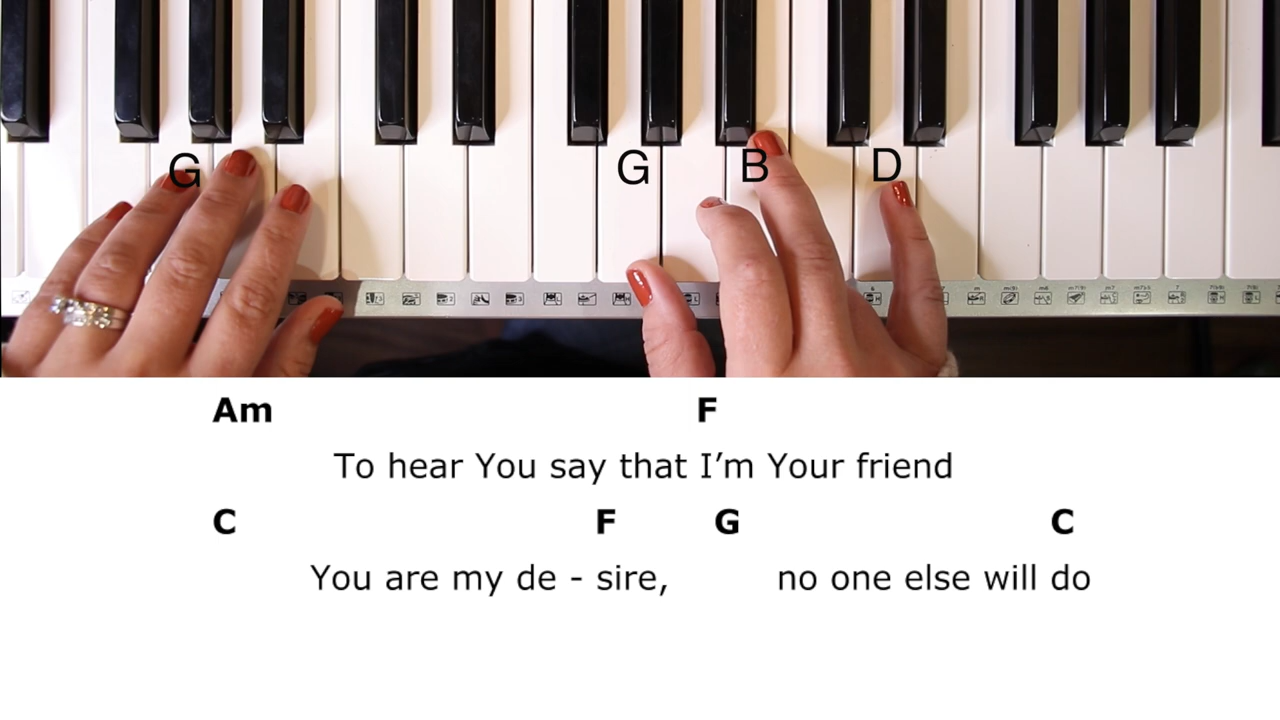 G G B D
Am F
To hear You say that I’m Your friend
C F G C
You are my de - sire, no one else will do